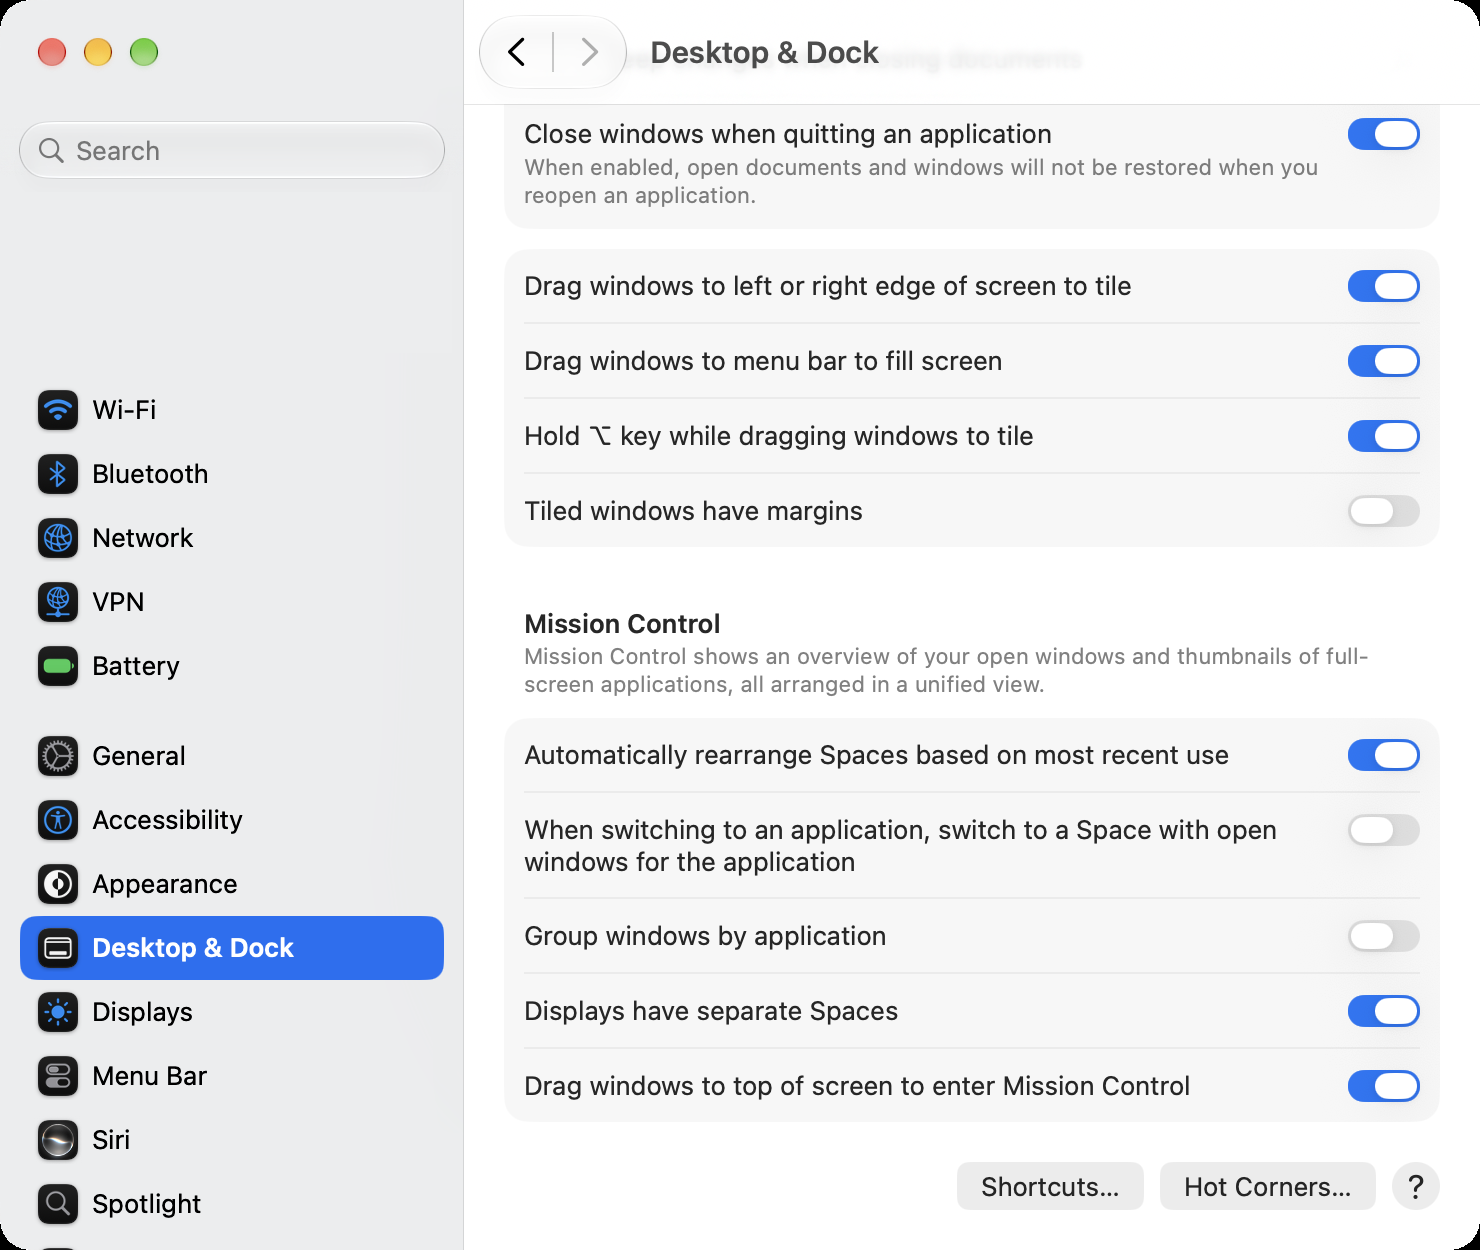 Desktop & Dock
Search
Wi-Fi
Bluetooth
Network
VPN
Battery
General
Accessibility
Appearance
Desktop & Dock
Displays
Menu Bar
Siri
Spotlight
closing documents
Close windows when quitting an application
When enabled, open documents and windows will not be restored when you
reopen an application.
Drag windows to left or right edge of screen to tile
Drag windows to menu bar to fill screen
Hold ⌥ key while dragging windows to tile
Tiled windows have margins
Mission Control
Mission Control shows an overview of your open windows and thumbnails of full-
screen applications, all arranged in a unified view.
Automatically rearrange Spaces based on most recent use
When switching to an application, switch to a Space with open
windows for the application
Group windows by application
Displays have separate Spaces
Drag windows to top of screen to enter Mission Control
Shortcuts...
Hot Corners...
?